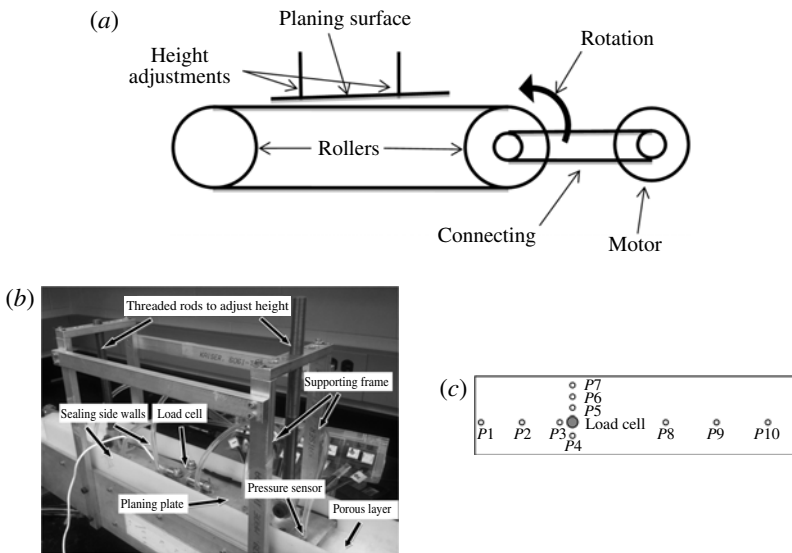 (a)
Planing surface
Height
adjustments
Rotation
Rollers
Connecting
Motor
(b)
Threaded rods to adjust height
Supporting frame
Sealing side walls
Load cell
Planing plate
Pressure sensor
Porous layer
(c)
P7
P6
P5
Load cell
P1 P2 P3 P4 P8 P9 P10